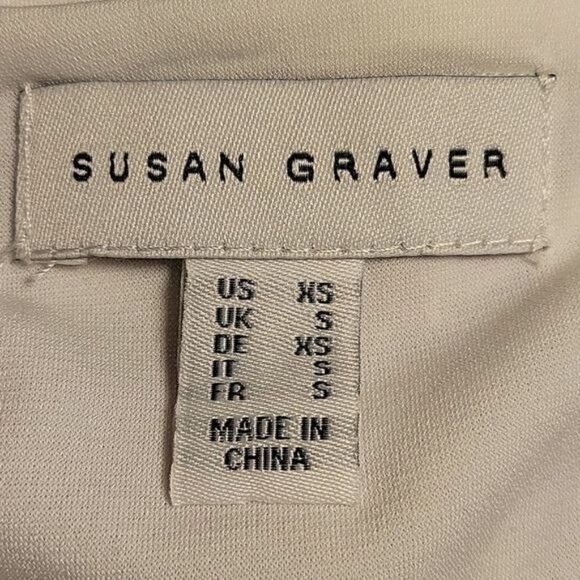 SUSAN GRAVER
US XS
UK S
DE XS
IT S
FR S
MADE IN
CHINA